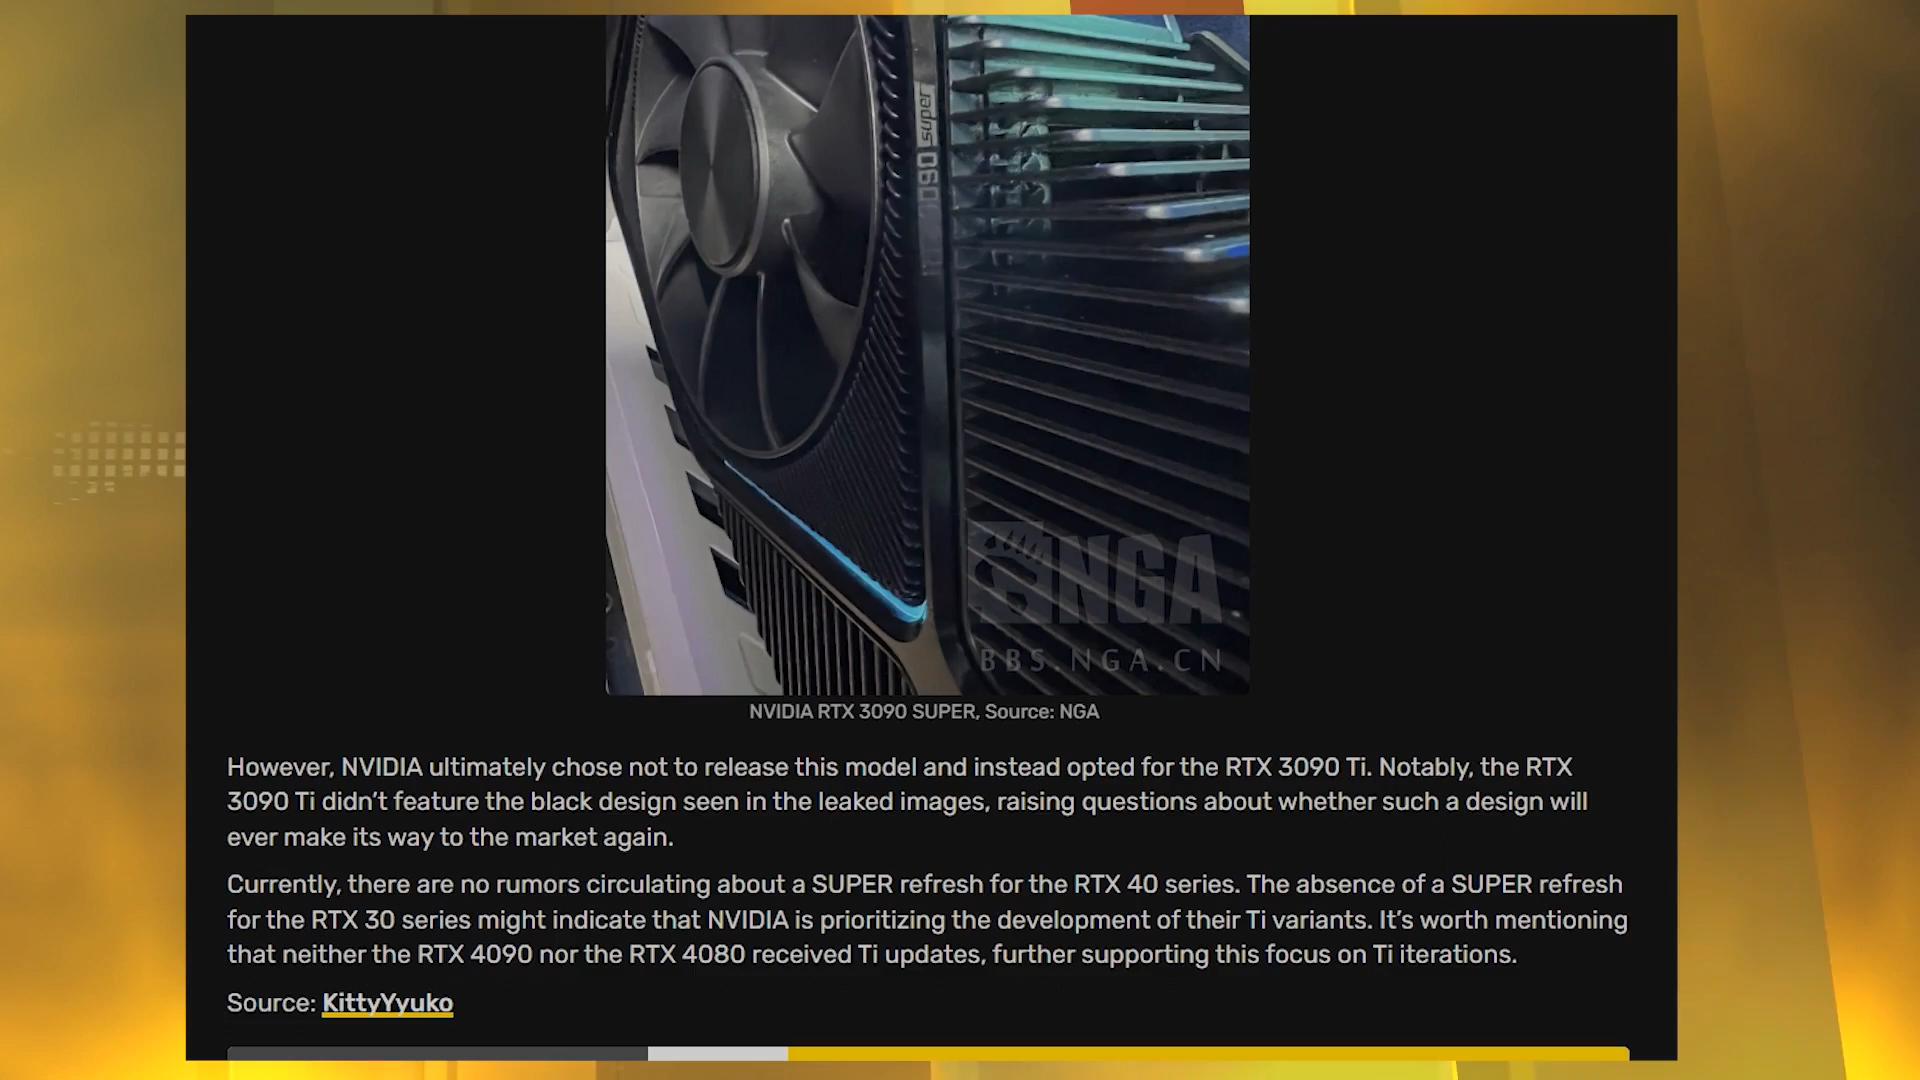 090 super
NGA
BBS.NGA.CN
NVIDIA RTX 3090 SUPER, Source: NGA
However, NVIDIA ultimately chose not to release this model and instead opted for the RTX 3090 Ti. Notably, the RTX
3090 Ti didn't feature the black design seen in the leaked images, raising questions about whether such a design will
ever make its way to the market again.
Currently, there are no rumors circulating about a SUPER refresh for the RTX 40 series. The absence of a SUPER refresh
for the RTX 30 series might indicate that NVIDIA is prioritizing the development of their Ti variants. It's worth mentioning
that neither the RTX 4090 nor the RTX 4080 received Ti updates, further supporting this focus on Ti iterations.
Source: KittyYyuko